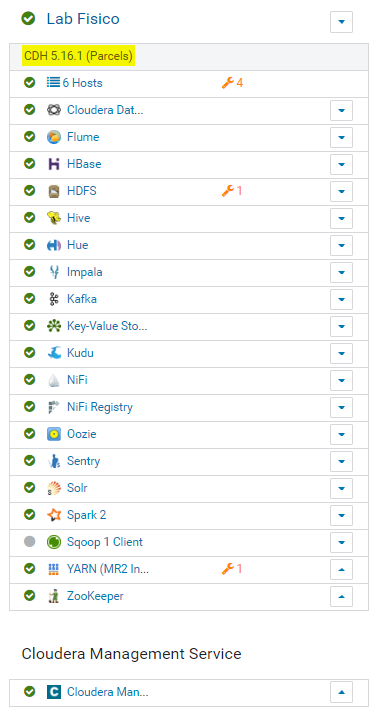 Lab Fisico
CDH 5.16.1 (Parcels)
6 Hosts 4
Cloudera Dat...
Flume
HBase
HDFS 1
Hive
Hue
Impala
Kafka
Key-Value Sto...
Kudu
NiFi
NiFi Registry
Oozie
Sentry
Solr
Spark 2
Sqoop 1 Client
YARN (MR2 In... 1
ZooKeeper
Cloudera Management Service
C Cloudera Man...